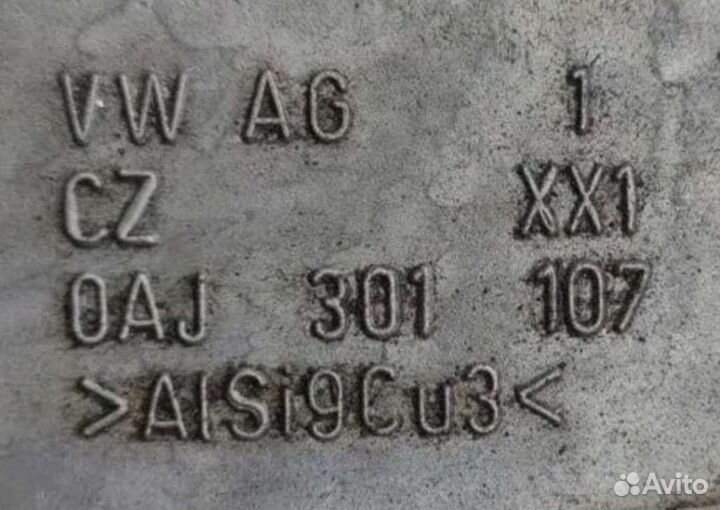 VW AG 1
CZ XX1
0AJ 301 107
>AlSi9Cu3<
Avito